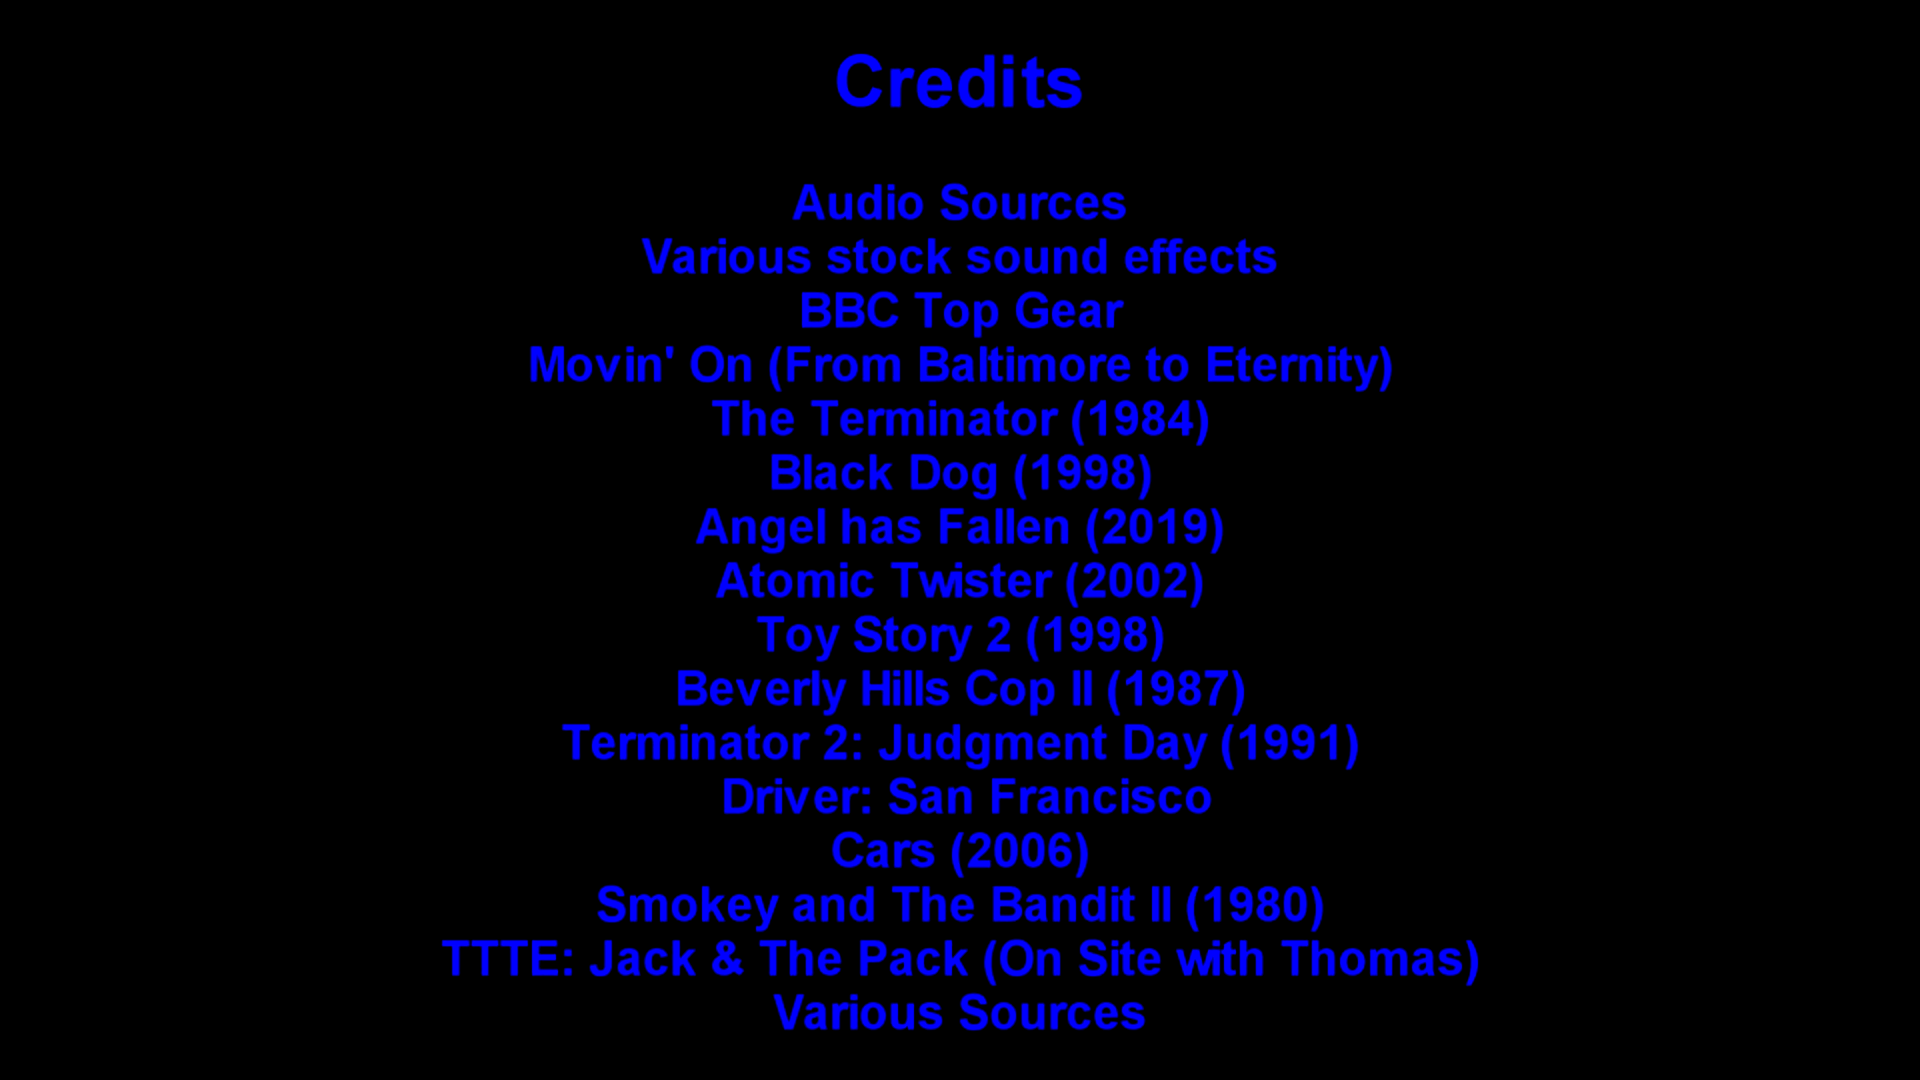 Credits
Audio Sources
Various stock sound effects
BBC Top Gear
Movin' On (From Baltimore to Eternity)
The Terminator (1984)
Black Dog (1998)
Angel has Fallen (2019)
Atomic Twister (2002)
Toy Story 2 (1998)
Beverly Hills Cop II (1987)
Terminator 2: Judgment Day (1991)
Driver: San Francisco
Cars (2006)
Smokey and The Bandit II (1980)
TTTE: Jack & The Pack (On Site with Thomas)
Various Sources